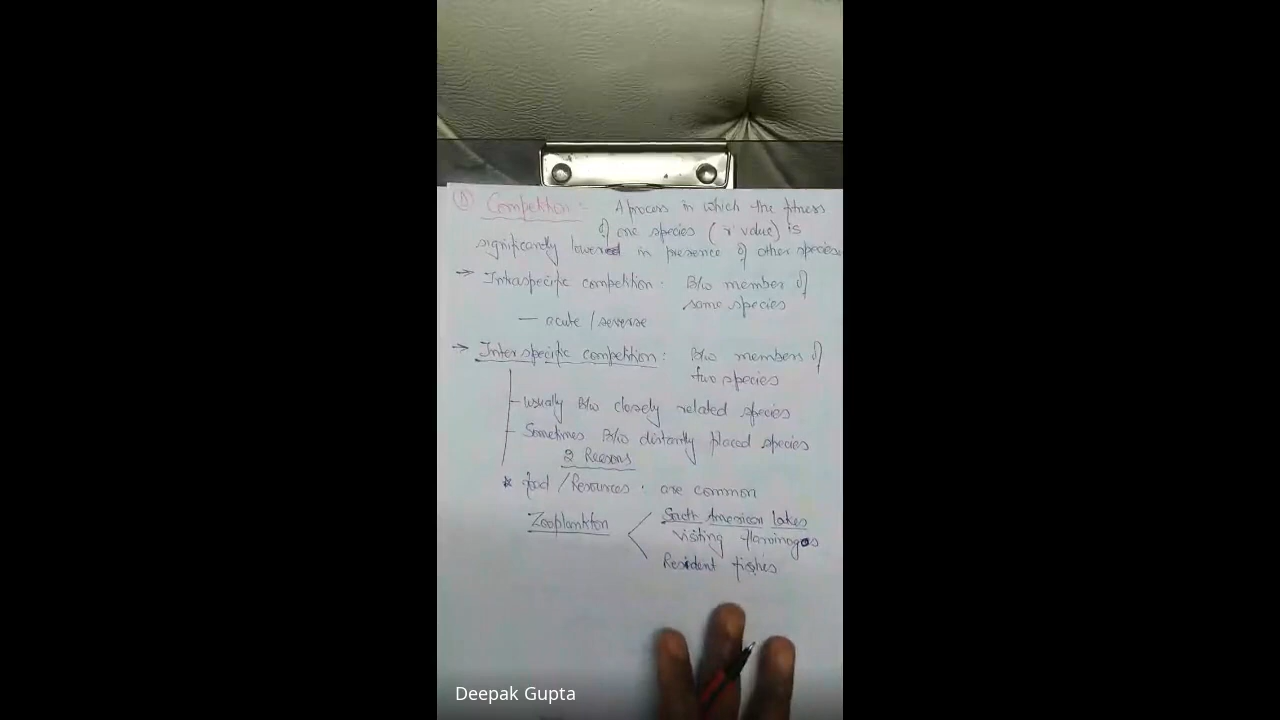 D Competition:- A process in which the fitness
of one species ('r' value) is
significantly lowered in presence of other species.
→ Intraspecific competition: B/w member of
same species
— acute / severse
→ Interspecific competition: B/w members of
two species
- usually B/w closely related species
- Sometimes B/w distantly placed species
2 Reasons
* food / Resources : are common
Zooplankton < South American lakes
visiting flamingoes
Resident fishes
Deepak Gupta